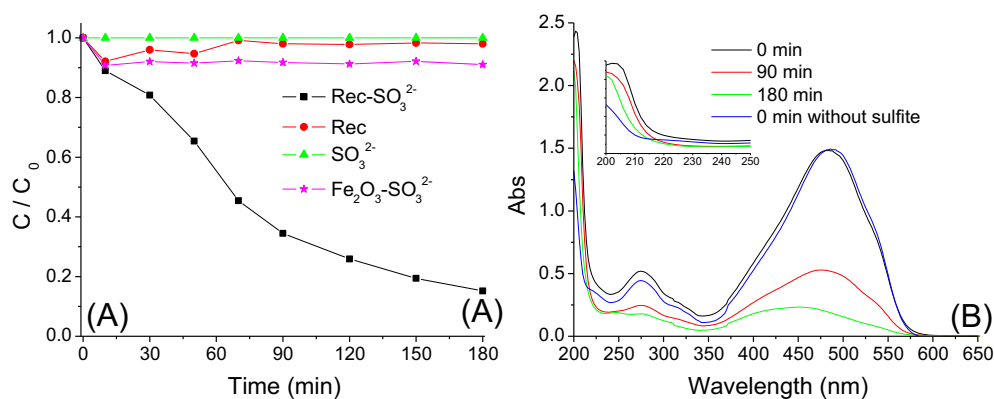 1.0
0.8
0.6
0.4
0.2
0.0
C / C₀
Rec-SO₃²⁻
Rec
SO₃²⁻
Fe₂O₃-SO₃²⁻
(A)
(A)
0 30 60 90 120 150 180
Time (min)
2.5
2.0
1.5
1.0
0.5
0.0
Abs
0 min
90 min
180 min
0 min without sulfite
200 210 220 230 240 250
(B)
200 250 300 350 400 450 500 550 600 650
Wavelength (nm)